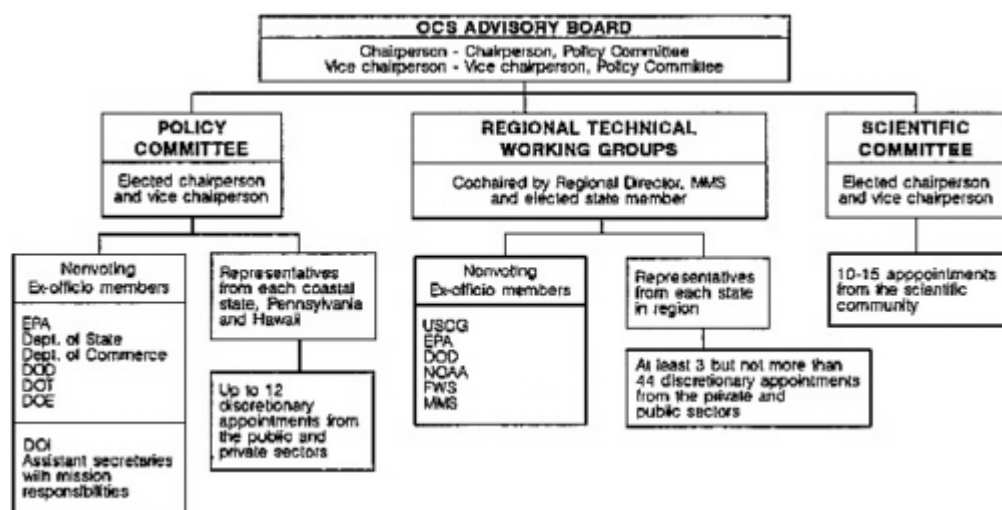 OCS ADVISORY BOARD
Chairperson - Chairperson, Policy Committee
Vice chairperson - Vice chairperson, Policy Committee
POLICY
COMMITTEE
Elected chairperson
and vice chairperson
Nonvoting
Ex-officio members
EPA
Dept. of State
Dept. of Commerce
DOD
DOT
DOE
DOI
Assistant secretaries
with mission
responsibilities
Representatives
from each coastal
state, Pennsylvania
and Hawaii
Up to 12
discretionary
appointments from
the public and
private sectors
REGIONAL TECHNICAL
WORKING GROUPS
Cochaired by Regional Director, MMS
and elected state member
Nonvoting
Ex-officio members
USCG
EPA
DOD
NOAA
FWS
MMS
Representatives
from each state
in region
At least 3 but not more than
44 discretionary appointments
from the private and
public sectors
SCIENTIFIC
COMMITTEE
Elected chairperson
and vice chairperson
10-15 appopointments
from the scientific
community